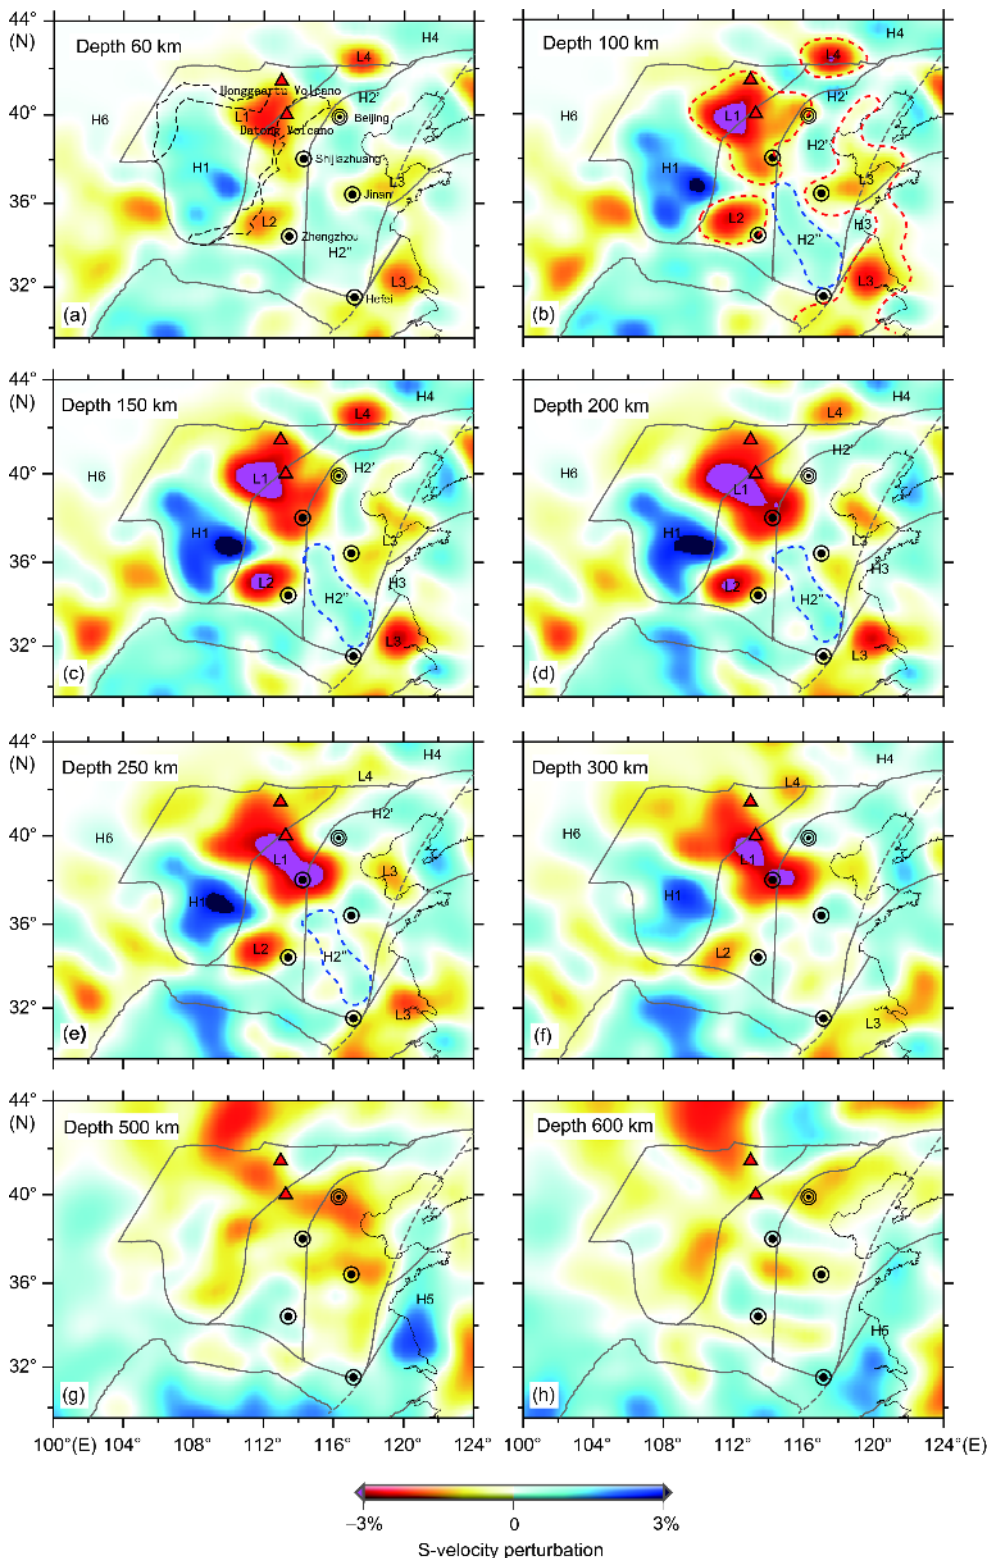 44°
(N)
40°
36°
32°
Depth 60 km
H4
L4
Honggeertu Volcano
H2'
H6
L1
Beijing
Datong Volcano
H1
Shijiazhuang
L3
Jinan
L2
Zhengzhou
H2''
L3
Hefei
(a)
Depth 100 km
H4
L4
H2'
H6
L1
H2'
H1
L3
L2
H3
H2''
L3
(b)
44°
(N)
40°
36°
32°
Depth 150 km
H4
L4
H2'
H6
L1
H1
L3
L2
H3
H2''
L3
(c)
Depth 200 km
H4
L4
H2'
H6
L1
H1
L3
L2
H3
H2''
L3
(d)
44°
(N)
40°
36°
32°
Depth 250 km
H4
L4
H2'
H6
L1
L3
H1
L2
H2''
L3
(e)
Depth 300 km
H4
L4
H6
L1
H1
L2
L3
(f)
44°
(N)
40°
36°
32°
Depth 500 km
H5
(g)
Depth 600 km
H5
(h)
100°(E) 104° 108° 112° 116° 120° 124°
100° 104° 108° 112° 116° 120° 124°(E)
−3% 0 3%
S-velocity perturbation